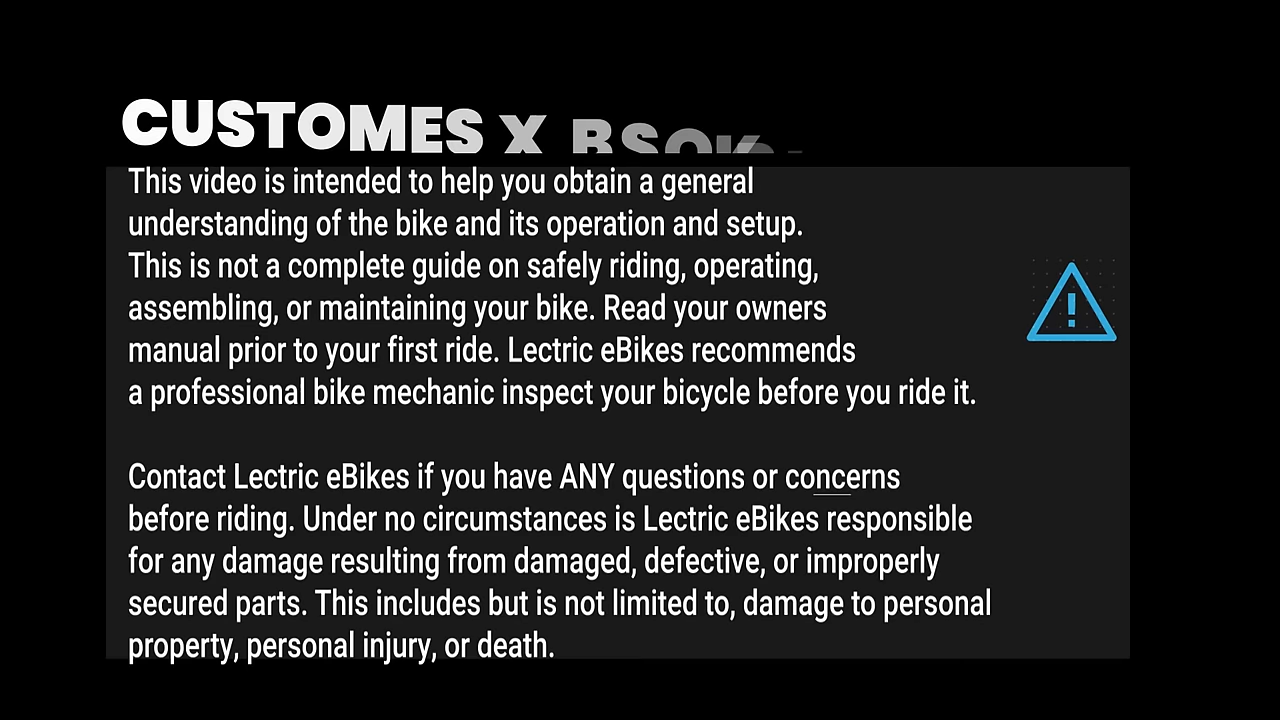 CUSTOMES X
This video is intended to help you obtain a general
understanding of the bike and its operation and setup.
This is not a complete guide on safely riding, operating,
assembling, or maintaining your bike. Read your owners
manual prior to your first ride. Lectric eBikes recommends
a professional bike mechanic inspect your bicycle before you ride it.
Contact Lectric eBikes if you have ANY questions or concerns
before riding. Under no circumstances is Lectric eBikes responsible
for any damage resulting from damaged, defective, or improperly
secured parts. This includes but is not limited to, damage to personal
property, personal injury, or death.